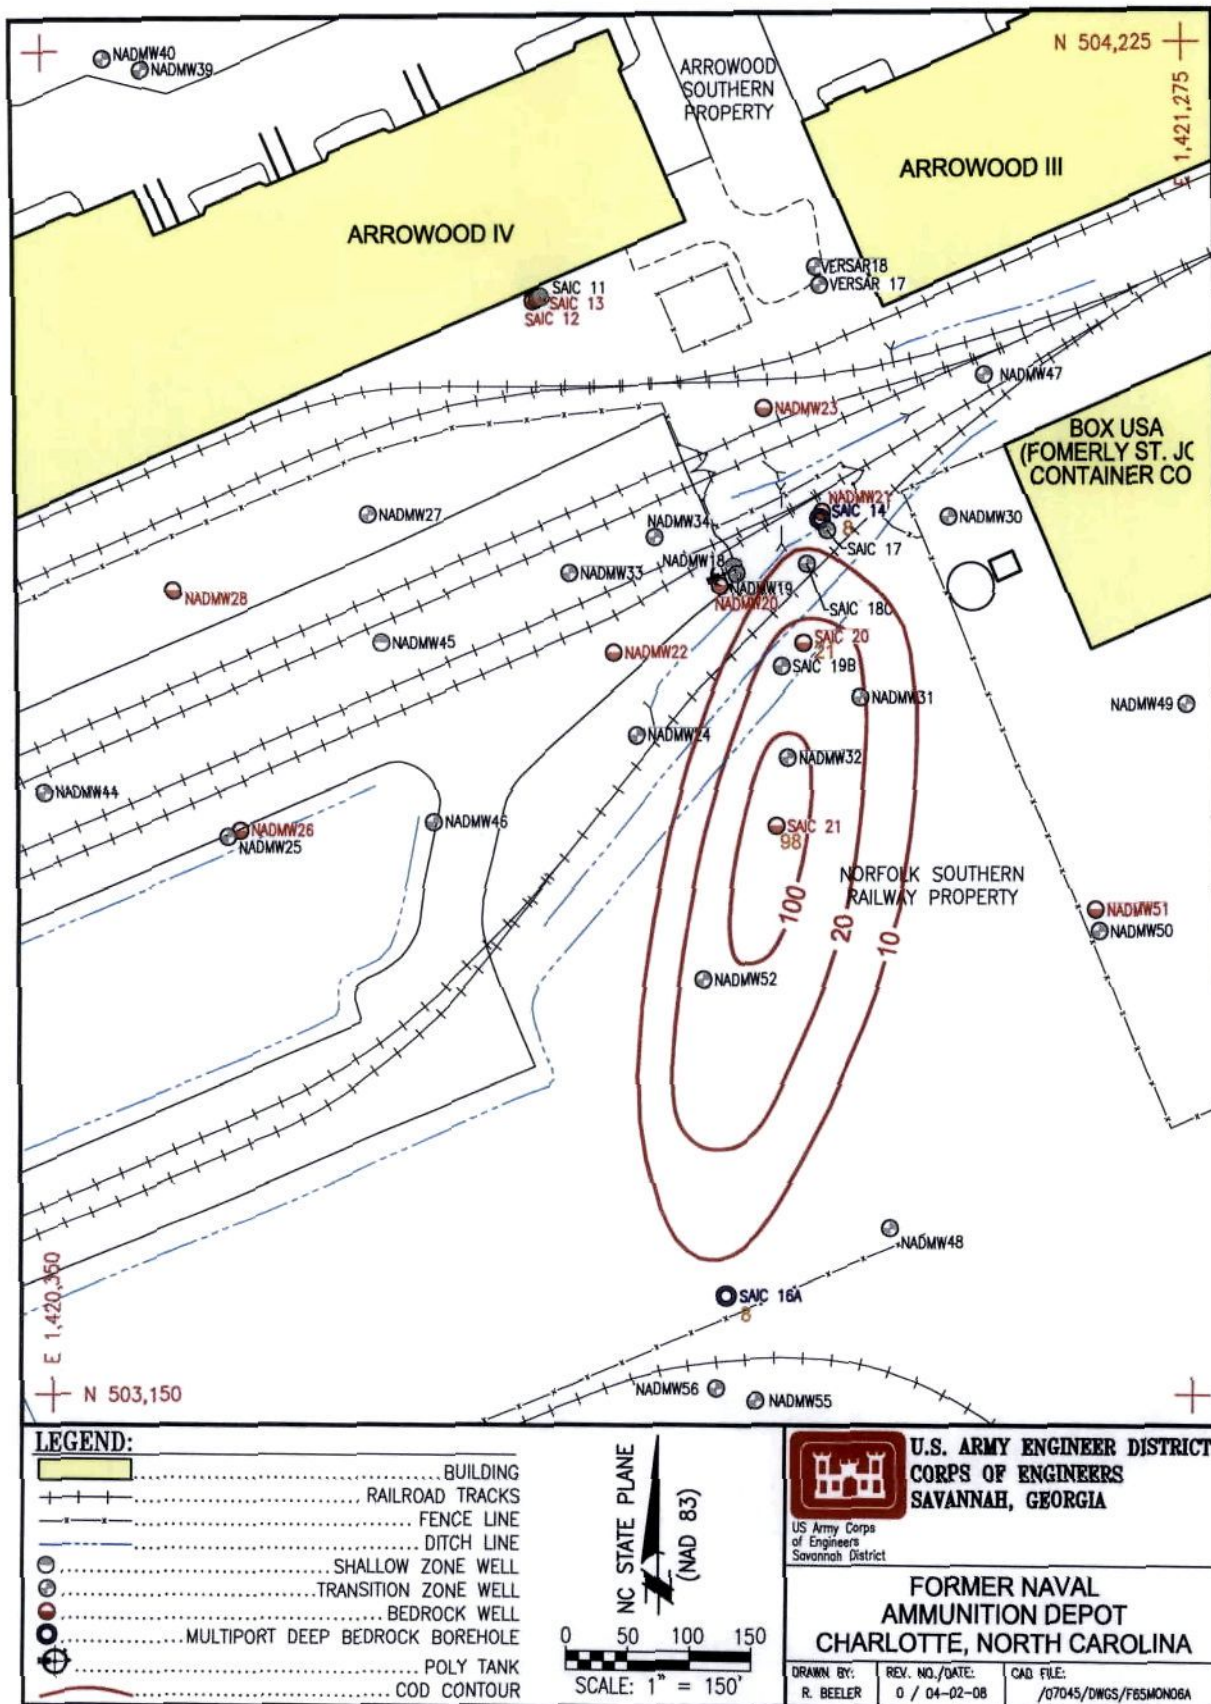 NADMW40
NADMW39
ARROWOOD
SOUTHERN
PROPERTY
N 504,225
E 1,421,275
ARROWOOD III
ARROWOOD IV
VERSAR18
VERSAR 17
SAIC 11
SAIC 13
SAIC 12
NADMW47
NADMW23
BOX USA
(FOMERLY ST. JC
CONTAINER CO
NADMW27
NADMW34
NADMW21
SAIC 14
8
NADMW30
SAIC 17
NADMW18
NADMW33
NADMW19
NADMW20
NADMW28
SAIC 18C
NADMW45
NADMW22
SAIC 20
21
SAIC 19B
NADMW31
NADMW49
NADMW24
NADMW32
NADMW44
NADMW46
NADMW26
NADMW25
SAIC 21
98
NORFOLK SOUTHERN
RAILWAY PROPERTY
100
20
10
NADMW51
NADMW50
NADMW52
NADMW48
SAIC 16A
8
E 1,420,350
N 503,150
NADMW56
NADMW55
LEGEND:
BUILDING
RAILROAD TRACKS
FENCE LINE
DITCH LINE
SHALLOW ZONE WELL
TRANSITION ZONE WELL
BEDROCK WELL
MULTIPORT DEEP BEDROCK BOREHOLE
POLY TANK
COD CONTOUR
NC STATE PLANE
(NAD 83)
0 50 100 150
SCALE: 1" = 150'
U.S. ARMY ENGINEER DISTRICT
CORPS OF ENGINEERS
SAVANNAH, GEORGIA
US Army Corps
of Engineers
Savannah District
FORMER NAVAL
AMMUNITION DEPOT
CHARLOTTE, NORTH CAROLINA
DRAWN BY:
R. BEELER
REV. NO./DATE:
0 / 04-02-08
CAD FILE:
/07045/DWGS/F65MON06A